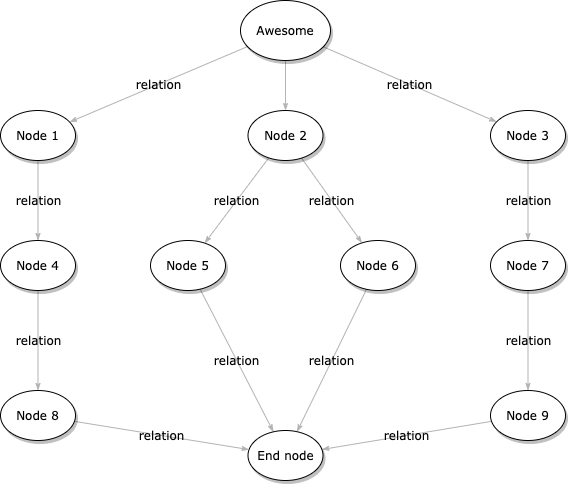 Awesome
relation
relation
Node 1
Node 2
Node 3
relation
relation
relation
relation
Node 4
Node 5
Node 6
Node 7
relation
relation
relation
relation
Node 8
Node 9
relation
relation
End node